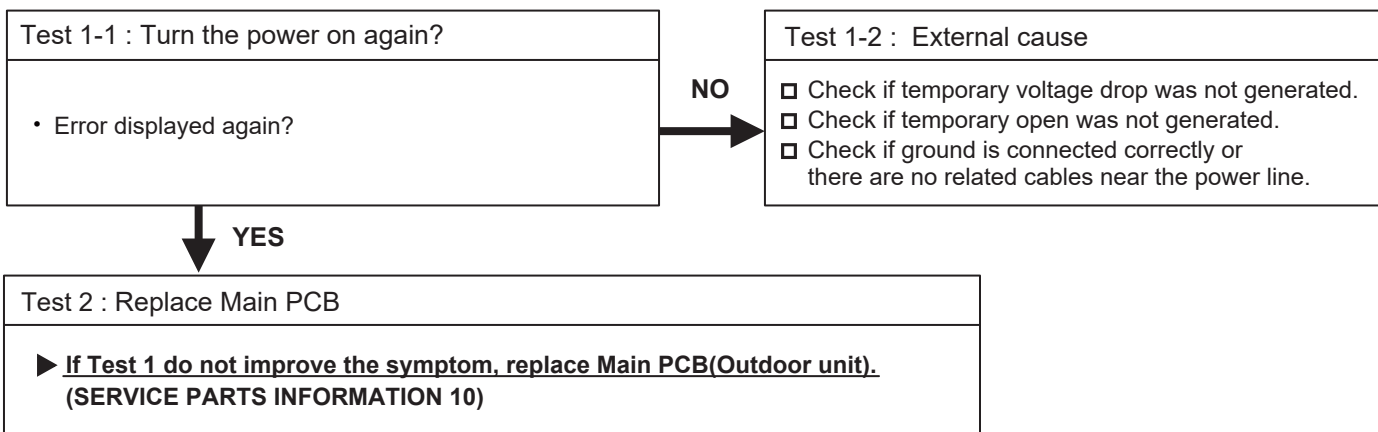 Test 1-1 : Turn the power on again?
• Error displayed again?
NO
Test 1-2 :  External cause
□ Check if temporary voltage drop was not generated.
□ Check if temporary open was not generated.
□ Check if ground is connected correctly or
there are no related cables near the power line.
YES
Test 2 : Replace Main PCB
▶ If Test 1 do not improve the symptom, replace Main PCB(Outdoor unit).
(SERVICE PARTS INFORMATION 10)